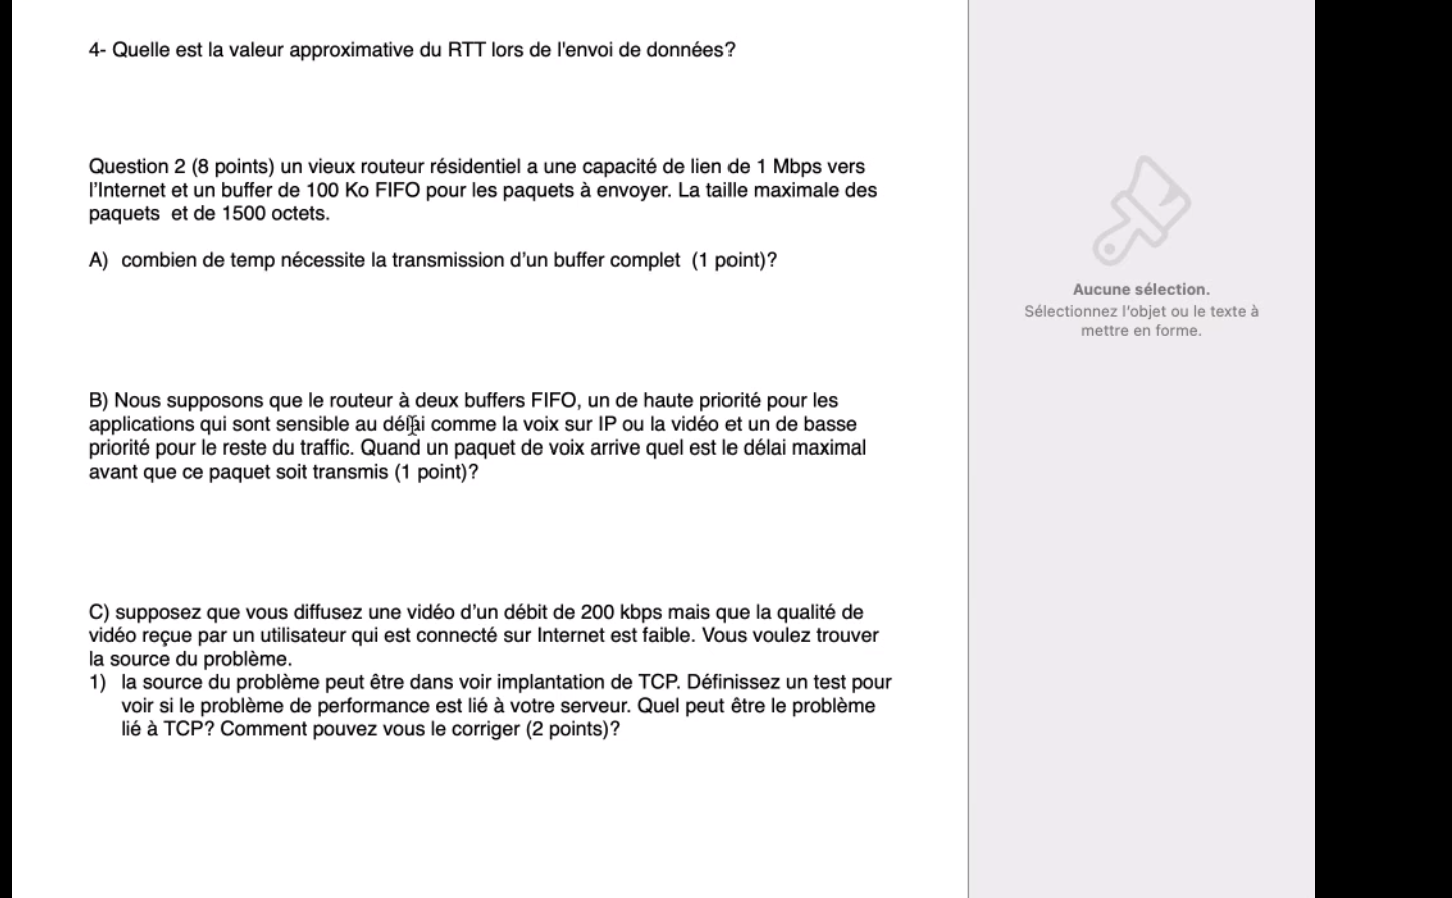 4- Quelle est la valeur approximative du RTT lors de l'envoi de données?
Question 2 (8 points) un vieux routeur résidentiel a une capacité de lien de 1 Mbps vers
l'Internet et un buffer de 100 Ko FIFO pour les paquets à envoyer. La taille maximale des
paquets  et de 1500 octets.
A)  combien de temp nécessite la transmission d'un buffer complet  (1 point)?
B) Nous supposons que le routeur à deux buffers FIFO, un de haute priorité pour les
applications qui sont sensible au délai comme la voix sur IP ou la vidéo et un de basse
priorité pour le reste du traffic. Quand un paquet de voix arrive quel est le délai maximal
avant que ce paquet soit transmis (1 point)?
C) supposez que vous diffusez une vidéo d'un débit de 200 kbps mais que la qualité de
vidéo reçue par un utilisateur qui est connecté sur Internet est faible. Vous voulez trouver
la source du problème.
1)  la source du problème peut être dans voir implantation de TCP. Définissez un test pour
voir si le problème de performance est lié à votre serveur. Quel peut être le problème
lié à TCP? Comment pouvez vous le corriger (2 points)?
Aucune sélection.
Sélectionnez l'objet ou le texte à
mettre en forme.